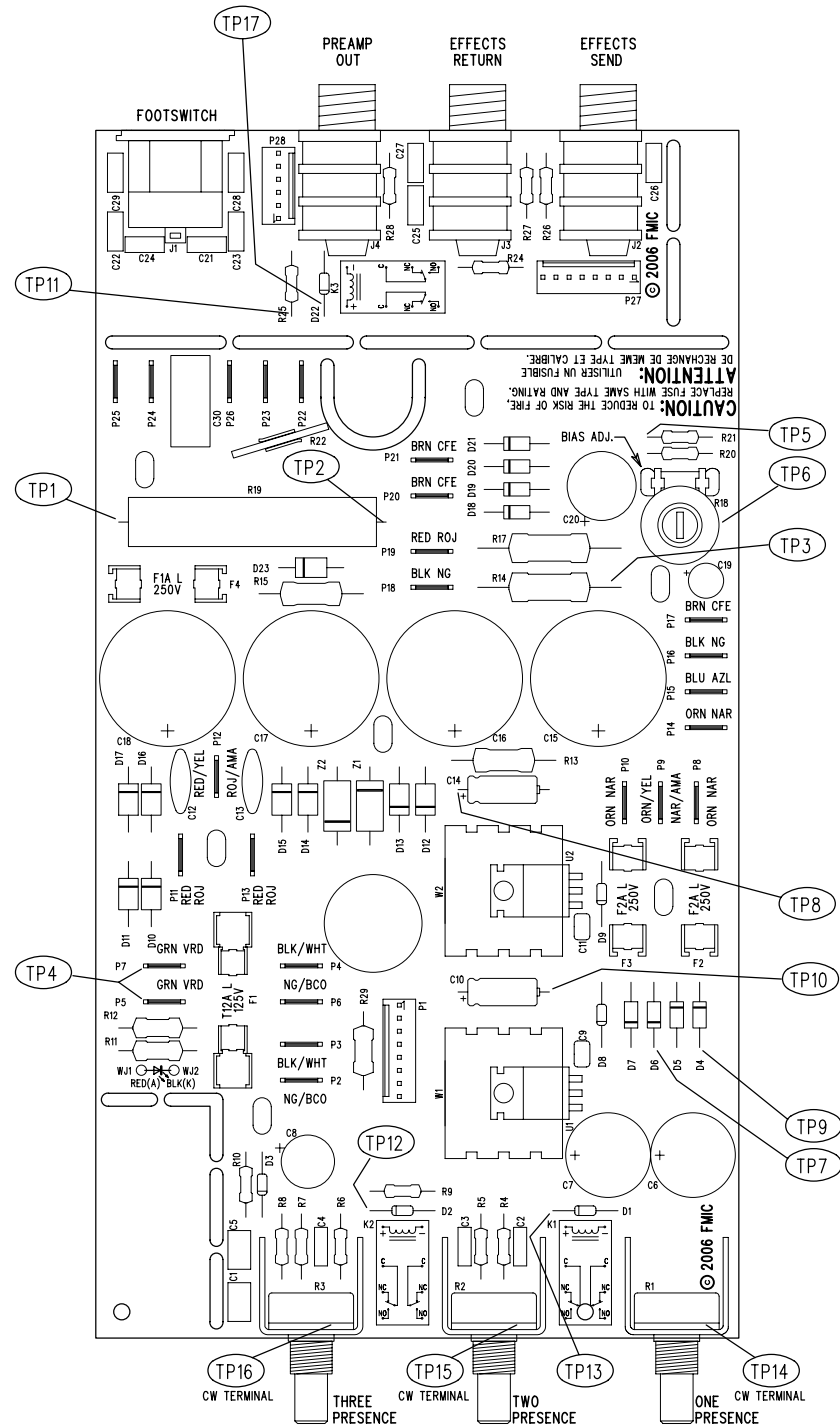 TP17
PREAMP OUT
EFFECTS RETURN
EFFECTS SEND
FOOTSWITCH
P28
C27
C26
C29
C28
R28
R27
R26
C25
C22
C24
J1
C21
C23
J4
J3
J2
R24
© 2006 FMIC
P27
TP11
R25
D22
K3
C
NC
NO
C
NC
NO
CAUTION: TO REDUCE THE RISK OF FIRE,
REPLACE FUSE WITH SAME TYPE AND RATING.
ATTENTION: UTILISER UN FUSIBLE
DE RECHANGE DE MEME TYPE ET CALIBRE.
P25
P24
C30
P26
P23
P22
R22
P21
BRN CFE
D21
BIAS ADJ.
R21
TP5
R20
D20
TP2
P20
BRN CFE
D19
R18
TP6
TP1
R19
D18
C20
P19
RED ROJ
R17
TP3
D23
R15
F1A L
250V
F4
P18
BLK NG
R14
C19
P17
BRN CFE
P16
BLK NG
P15
BLU AZL
P14
ORN NAR
C18
C17
C16
C15
D17
D16
P12
RED/YEL
ROJ/AMA
C12
C13
Z2
Z1
R13
C14
P10
ORN NAR
P9
ORN/YEL
NAR/AMA
P8
ORN NAR
D15
D14
D13
D12
P11
RED
ROJ
P13
RED
ROJ
W2
U2
TP8
F2A L
250V
F2A L
250V
D11
D10
C11
D9
F3
F2
TP4
P7
GRN VRD
BLK/WHT
P4
P5
GRN VRD
NG/BCO
P6
C10
TP10
T12A L
125V
F1
R12
R11
R29
P1
P3
BLK/WHT
P2
NG/BCO
WJ1
WJ2
RED(A)
BLK(K)
W1
U1
C9
D8
D7
D6
D5
D4
TP9
TP7
TP12
C8
C7
C6
R10
D3
R9
D2
D1
R8
R7
C4
R6
K2
C3
R5
R4
C2
K1
C5
C1
C
NC
NO
C
NC
NO
C
NC
NO
C
NC
NO
© 2006 FMIC
R3
R2
R1
TP16
CW TERMINAL
TP15
CW TERMINAL
TP13
TP14
CW TERMINAL
THREE
PRESENCE
TWO
PRESENCE
ONE
PRESENCE